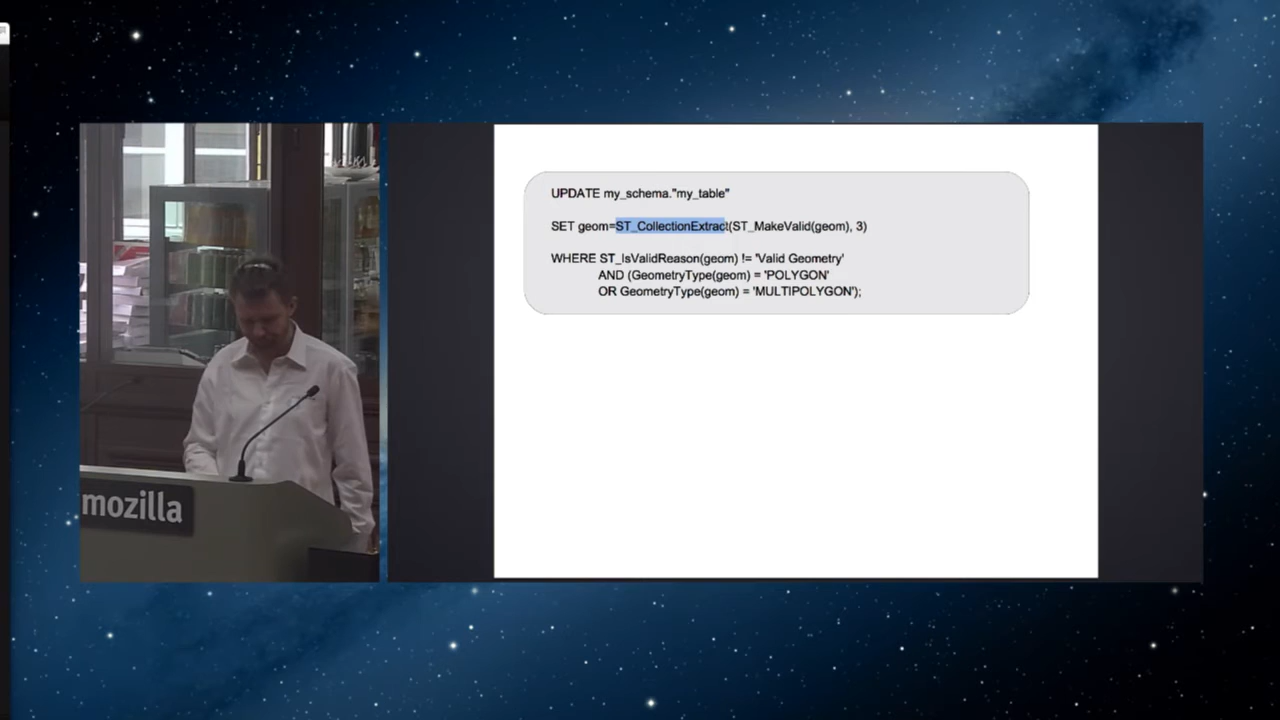 UPDATE my_schema."my_table"
SET geom=ST_CollectionExtract(ST_MakeValid(geom), 3)
WHERE ST_IsValidReason(geom) != 'Valid Geometry'
AND (GeometryType(geom) = 'POLYGON'
OR GeometryType(geom) = 'MULTIPOLYGON');
mozilla